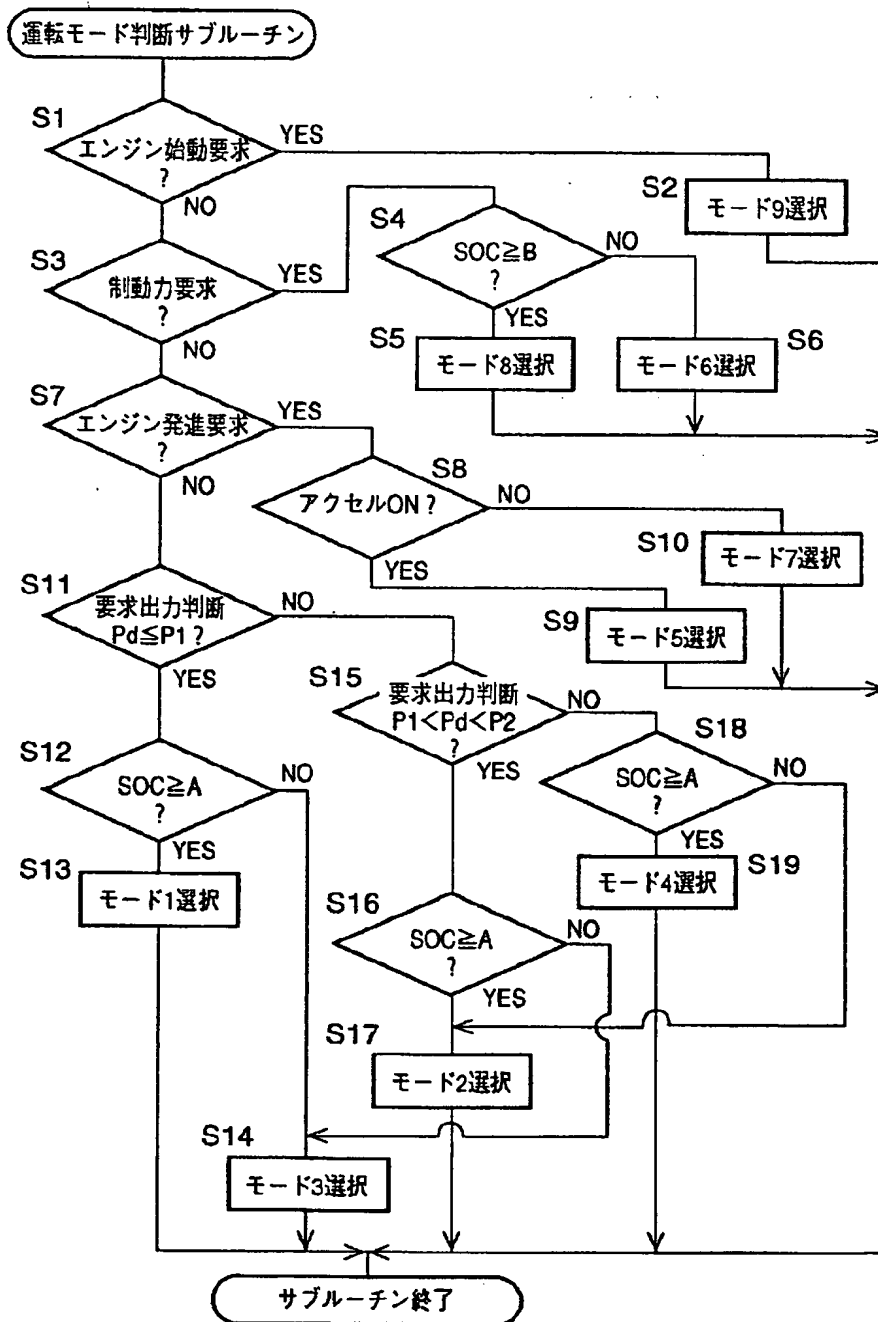 運転モード判断サブルーチン
S1
エンジン始動要求
?
YES
NO
S2
モード9選択
S3
制動力要求
?
YES
NO
S4
SOC≧B
?
NO
YES
S5
モード8選択
S6
モード6選択
S7
エンジン発進要求
?
YES
NO
S8
アクセルON?
NO
YES
S10
モード7選択
S9
モード5選択
S11
要求出力判断
Pd≦P1?
NO
YES
S15
要求出力判断
P1<Pd<P2
?
NO
YES
S12
SOC≧A
?
NO
YES
S18
SOC≧A
?
NO
YES
S13
モード1選択
S19
モード4選択
S16
SOC≧A
?
NO
YES
S17
モード2選択
S14
モード3選択
サブルーチン終了